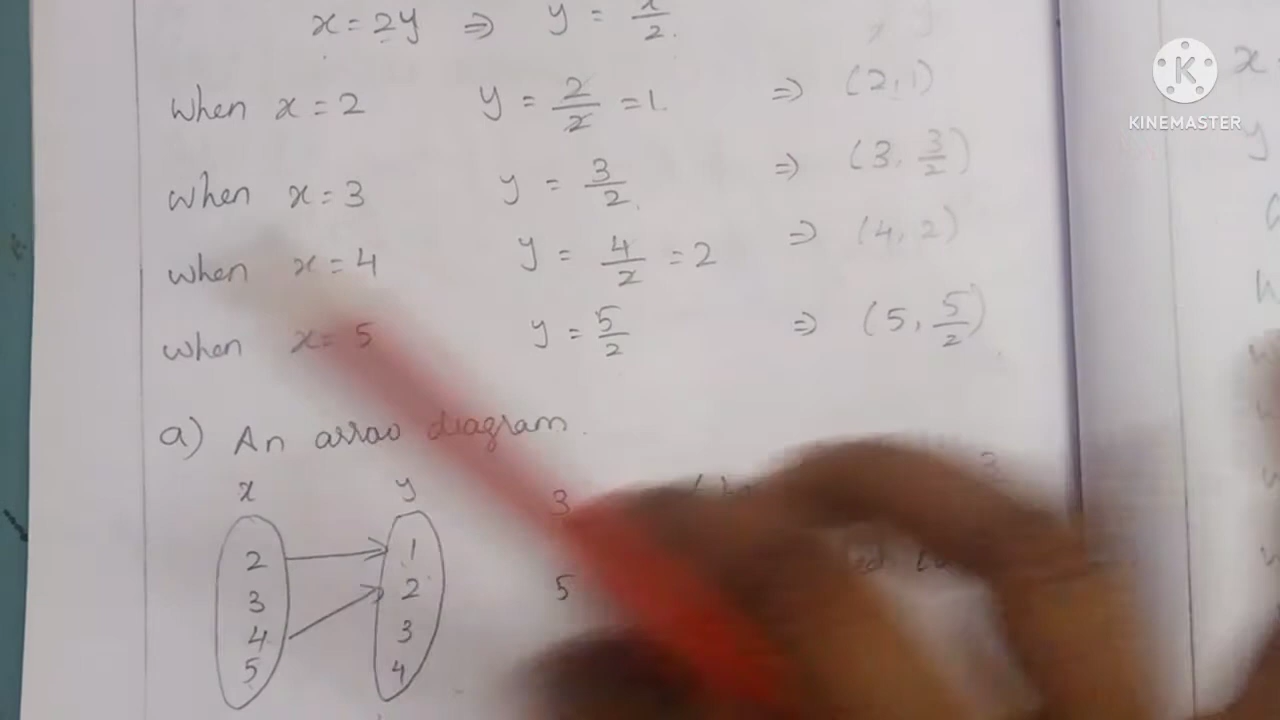 x = 2y ⇒ y = x/2.
When x = 2 y = 2/2 = 1. ⇒ (2, 1)
When x = 3 y = 3/2. ⇒ (3, 3/2)
when x = 4 y = 4/2 = 2 ⇒ (4, 2)
when x = 5 y = 5/2 ⇒ (5, 5/2)
a) An arrao diagram.
x y 3 3
2 1
3 2 5
4 3
5 4
K
KINEMASTER
x
y